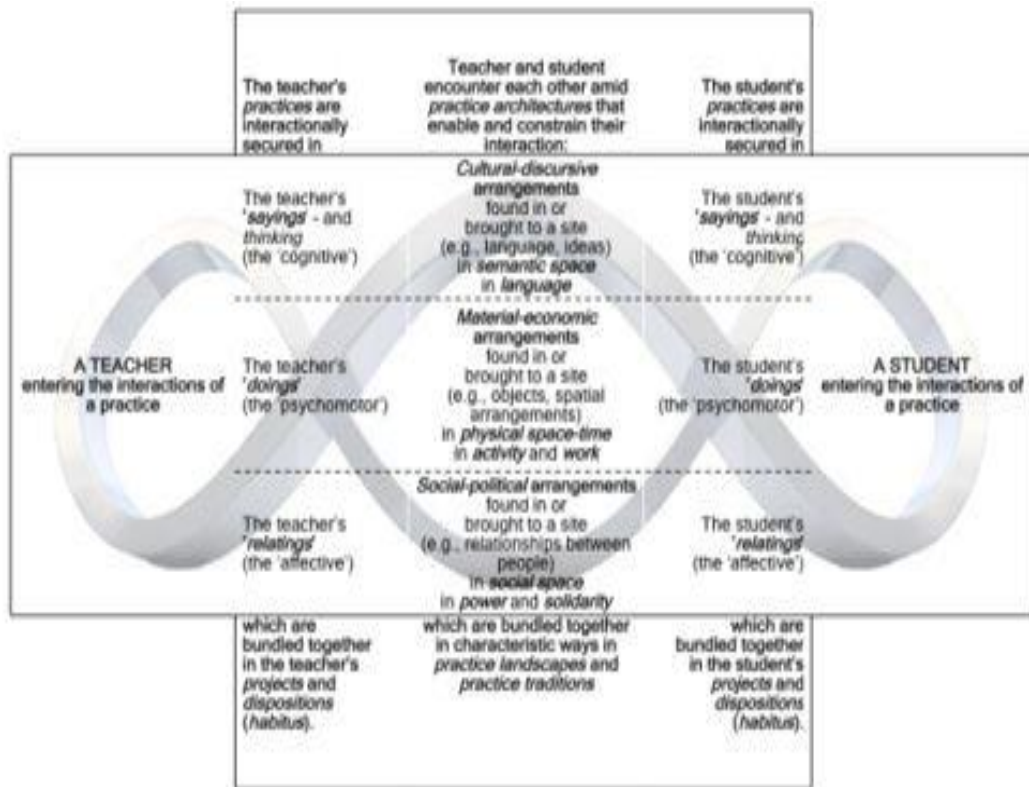 The teacher's
practices are
interactionally
secured in
Teacher and student
encounter each other amid
practice architectures that
enable and constrain their
interaction:
The student's
practices are
interactionally
secured in
A TEACHER
entering the interactions of
a practice
The teacher's
'sayings' - and
thinking
(the 'cognitive')
Cultural-discursive
arrangements
found in or
brought to a site
(e.g., language, ideas)
in semantic space
in language
The student's
'sayings' - and
thinking
(the 'cognitive')
The teacher's
'doings'
(the 'psychomotor')
Material-economic
arrangements
found in or
brought to a site
(e.g., objects, spatial
arrangements)
in physical space-time
in activity and work
The student's
'doings'
(the 'psychomotor')
A STUDENT
entering the interactions of
a practice
The teacher's
'relatings'
(the 'affective')
Social-political arrangements
found in or
brought to a site
(e.g., relationships between
people)
in social space
in power and solidarity
The student's
'relatings'
(the 'affective')
which are
bundled together
in the teacher's
projects and
dispositions
(habitus).
which are bundled together
in characteristic ways in
practice landscapes and
practice traditions
which are
bundled together
in the student's
projects and
dispositions
(habitus).